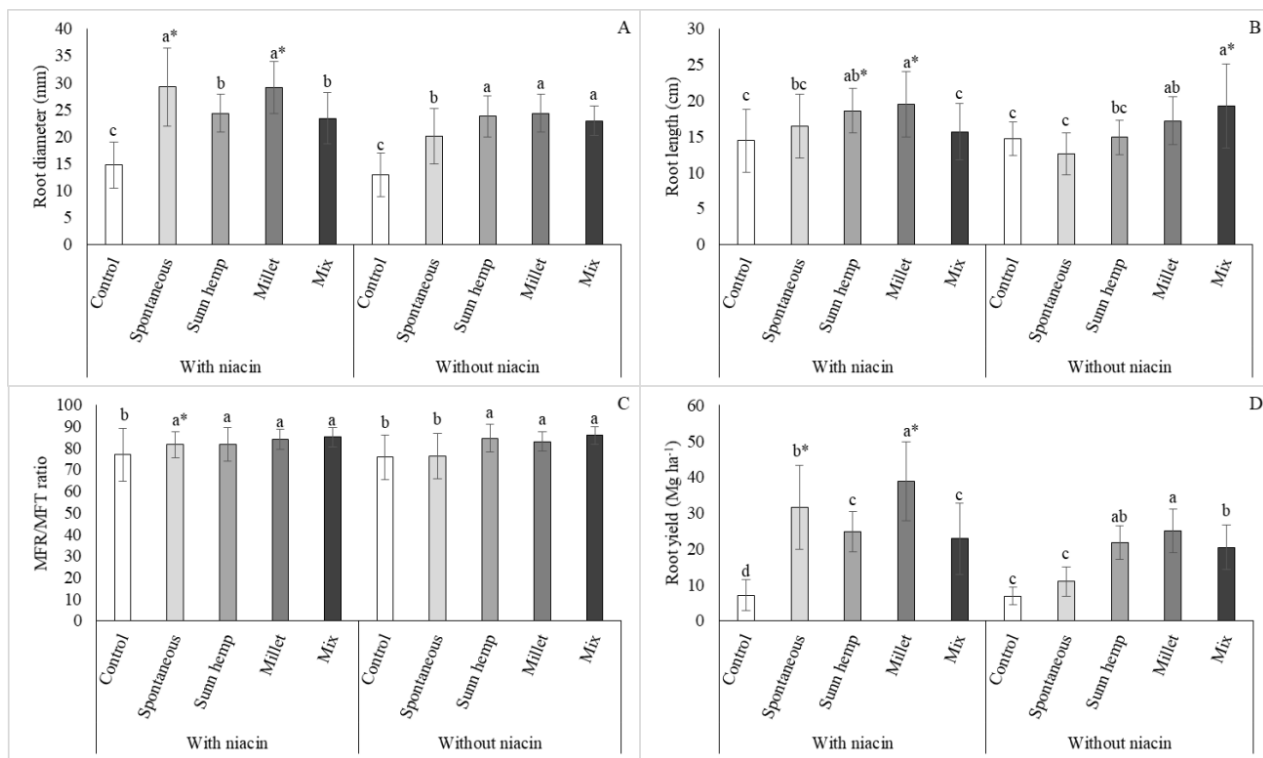 A
Root diameter (mm)
40
35
30
25
20
15
10
5
0
c
a*
b
a*
b
c
b
a
a
a
Control
Spontaneous
Sunn hemp
Millet
Mix
Control
Spontaneous
Sunn hemp
Millet
Mix
With niacin
Without niacin
B
Root length (cm)
30
25
20
15
10
5
0
c
bc
ab*
a*
c
c
c
bc
ab
a*
Control
Spontaneous
Sunn hemp
Millet
Mix
Control
Spontaneous
Sunn hemp
Millet
Mix
With niacin
Without niacin
C
MFR/MFT ratio
100
90
80
70
60
50
40
30
20
10
0
b
a*
a
a
a
b
b
a
a
a
Control
Spontaneous
Sunn hemp
Millet
Mix
Control
Spontaneous
Sunn hemp
Millet
Mix
With niacin
Without niacin
D
Root yield (Mg ha⁻¹)
60
50
40
30
20
10
0
d
b*
c
a*
c
c
c
ab
a
b
Control
Spontaneous
Sunn hemp
Millet
Mix
Control
Spontaneous
Sunn hemp
Millet
Mix
With niacin
Without niacin